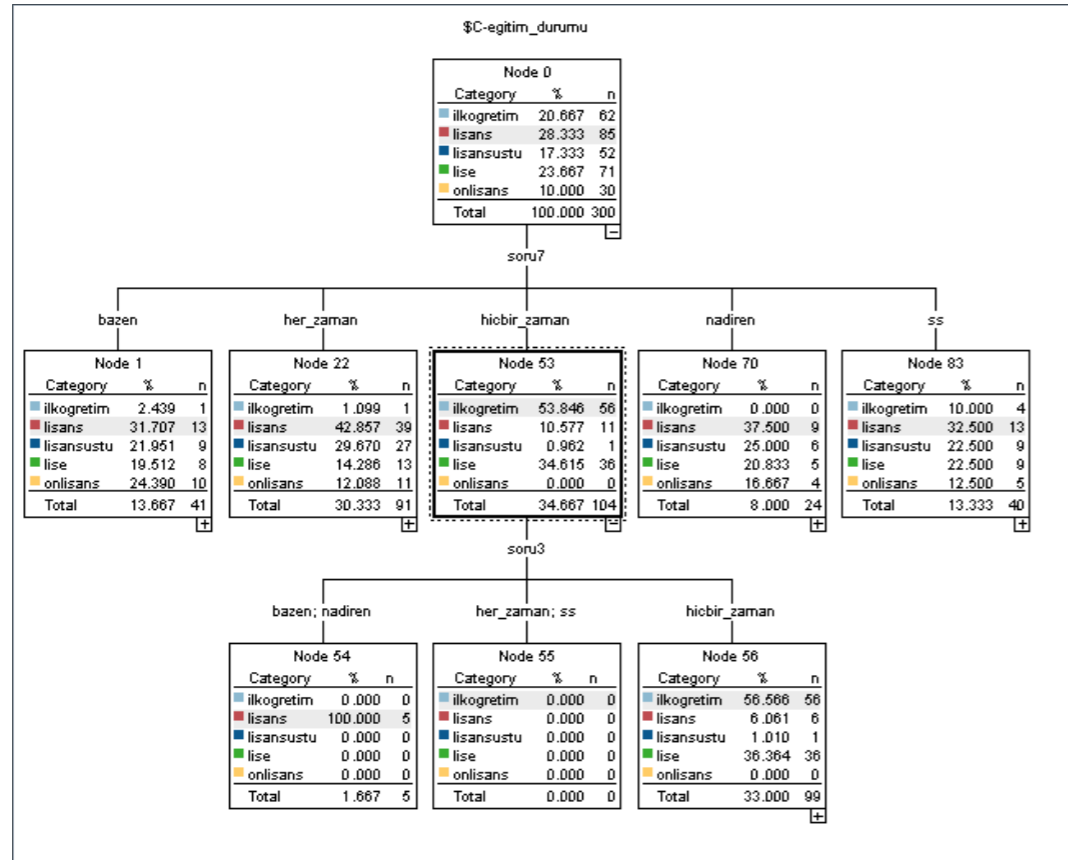 $C-egitim_durumu
Node 0
Category % n
ilkogretim 20.667 62
lisans 28.333 85
lisansustu 17.333 52
lise 23.667 71
onlisans 10.000 30
Total 100.000 300
soru7
bazen
her_zaman
hicbir_zaman
nadiren
ss
Node 1
Category % n
ilkogretim 2.439 1
lisans 31.707 13
lisansustu 21.951 9
lise 19.512 8
onlisans 24.390 10
Total 13.667 41
Node 22
Category % n
ilkogretim 1.099 1
lisans 42.857 39
lisansustu 29.670 27
lise 14.286 13
onlisans 12.088 11
Total 30.333 91
Node 53
Category % n
ilkogretim 53.846 56
lisans 10.577 11
lisansustu 0.962 1
lise 34.615 36
onlisans 0.000 0
Total 34.667 104
Node 70
Category % n
ilkogretim 0.000 0
lisans 37.500 9
lisansustu 25.000 6
lise 20.833 5
onlisans 16.667 4
Total 8.000 24
Node 83
Category % n
ilkogretim 10.000 4
lisans 32.500 13
lisansustu 22.500 9
lise 22.500 9
onlisans 12.500 5
Total 13.333 40
soru3
bazen; nadiren
her_zaman; ss
hicbir_zaman
Node 54
Category % n
ilkogretim 0.000 0
lisans 100.000 5
lisansustu 0.000 0
lise 0.000 0
onlisans 0.000 0
Total 1.667 5
Node 55
Category % n
ilkogretim 0.000 0
lisans 0.000 0
lisansustu 0.000 0
lise 0.000 0
onlisans 0.000 0
Total 0.000 0
Node 56
Category % n
ilkogretim 56.566 56
lisans 6.061 6
lisansustu 1.010 1
lise 36.364 36
onlisans 0.000 0
Total 33.000 99